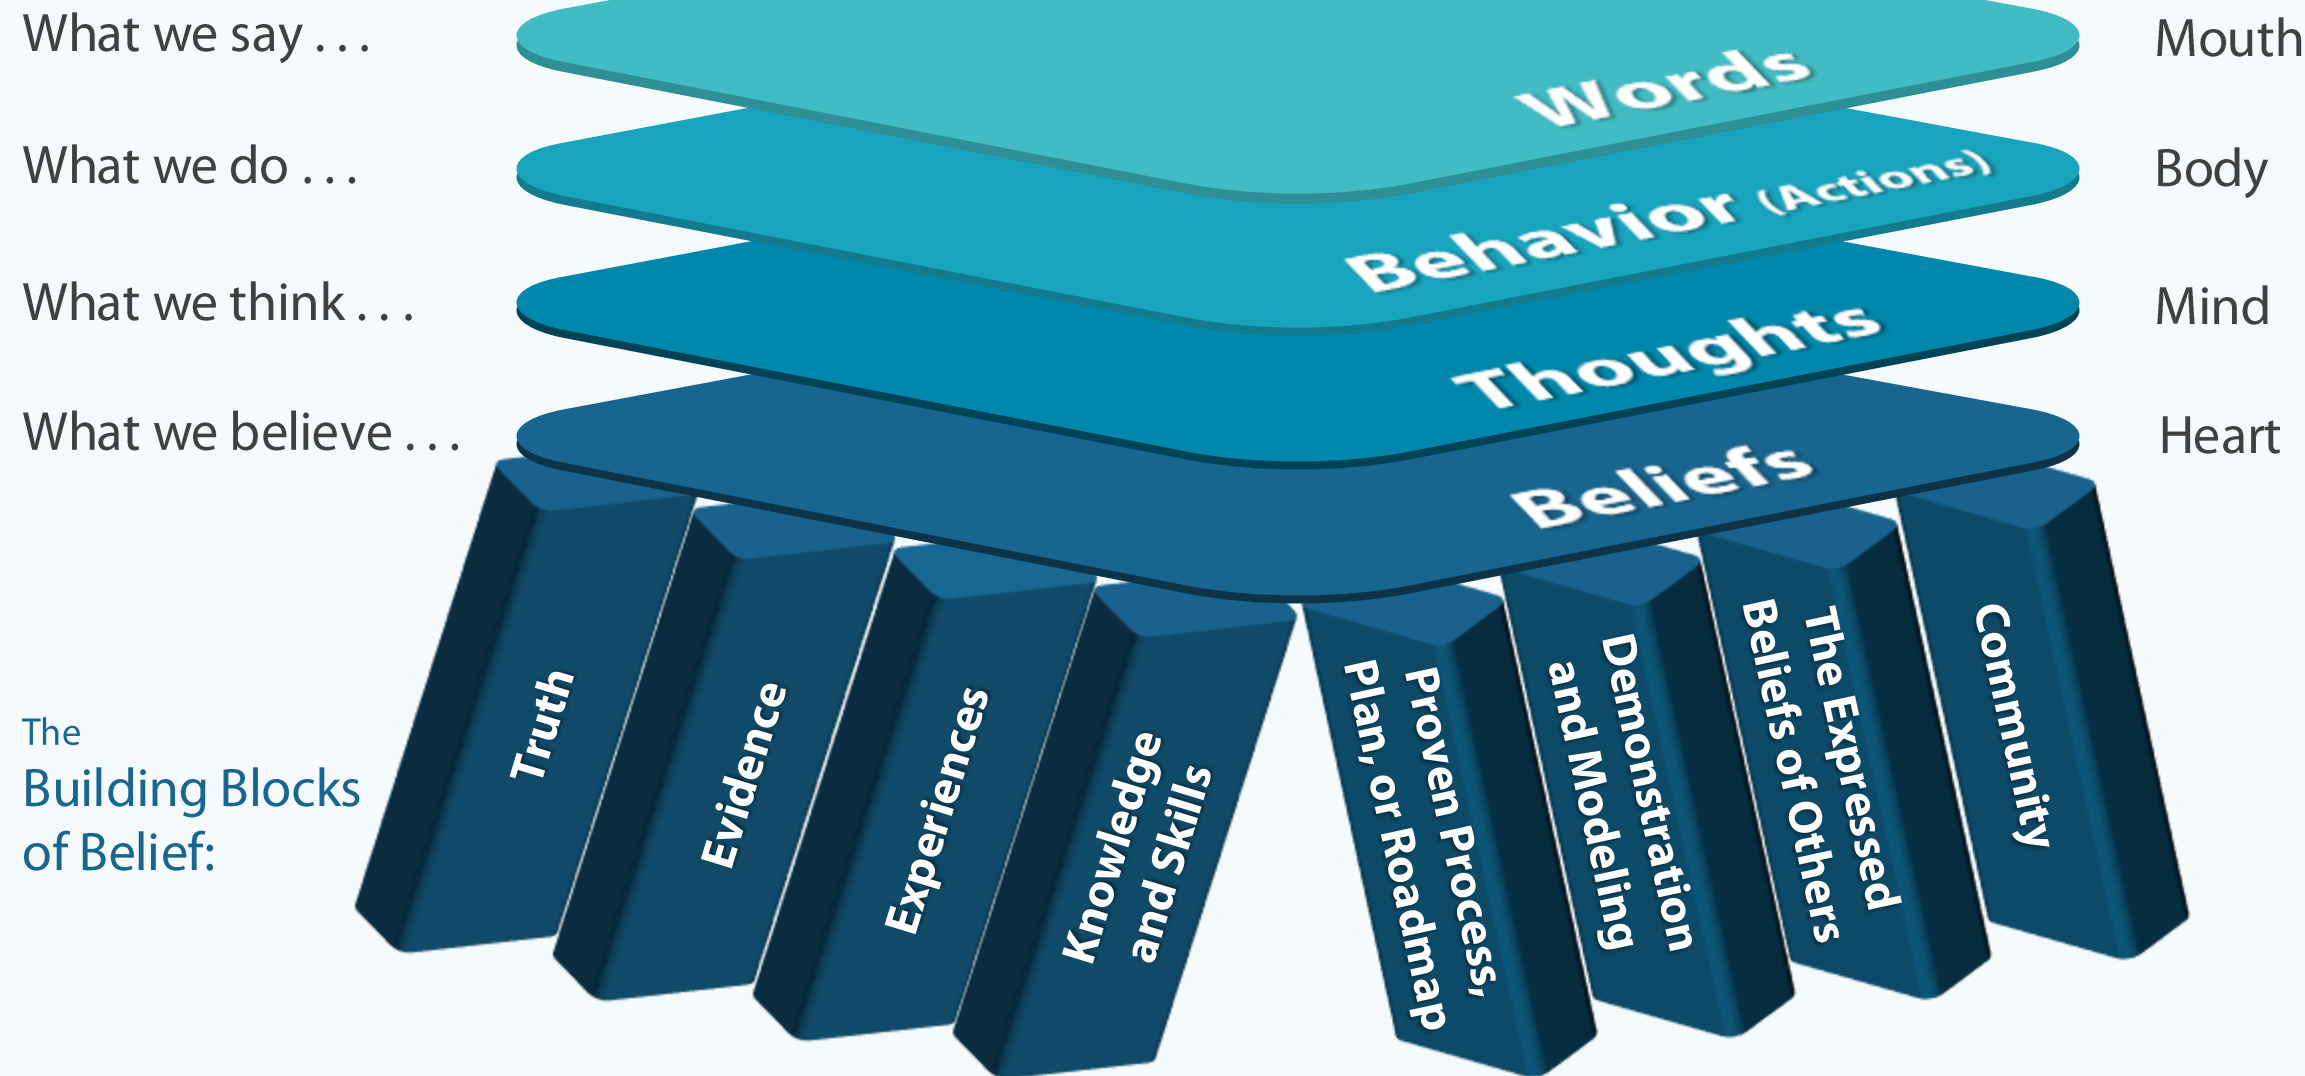 What we say . . .
Words
Mouth
What we do . . .
Behavior (Actions)
Body
What we think . . .
Thoughts
Mind
What we believe . . .
Beliefs
Heart
The
Building Blocks
of Belief:
Truth
Evidence
Experiences
Knowledge
and Skills
Proven Process,
Plan, or Roadmap
Demonstration
and Modeling
The Expressed
Beliefs of Others
Community